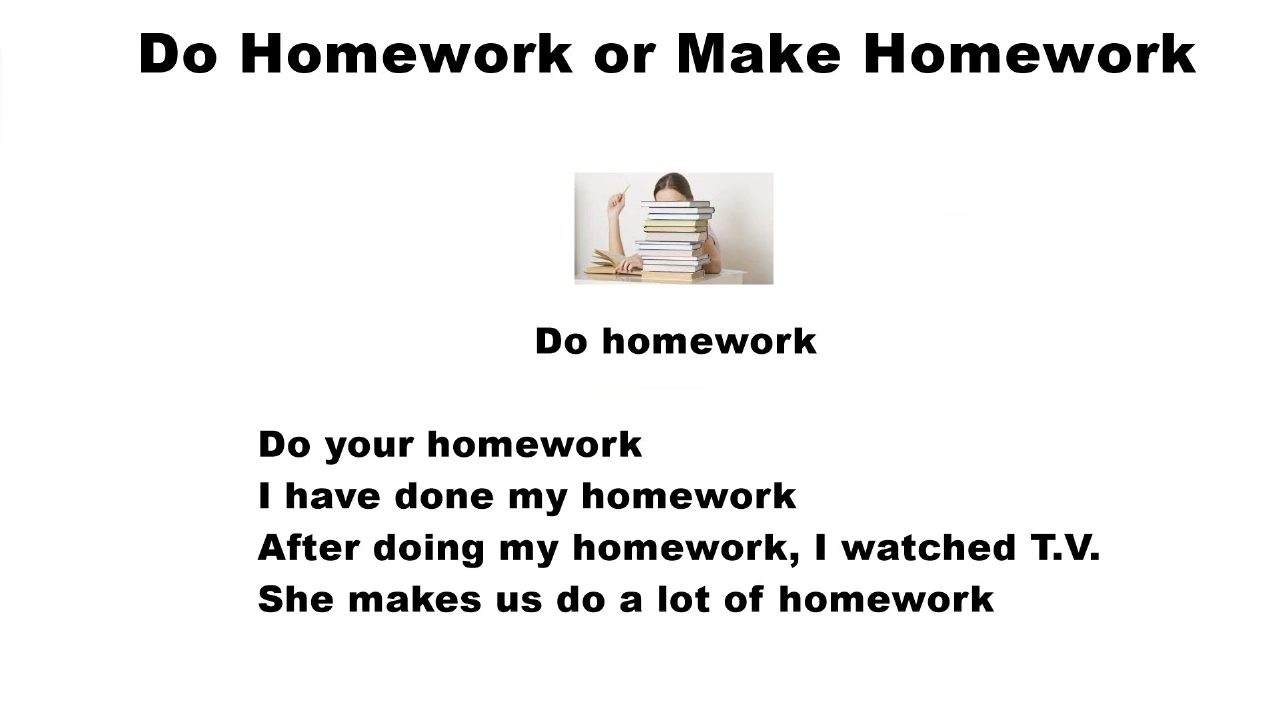 Do Homework or Make Homework
Do homework
Do your homework
I have done my homework
After doing my homework, I watched T.V.
She makes us do a lot of homework